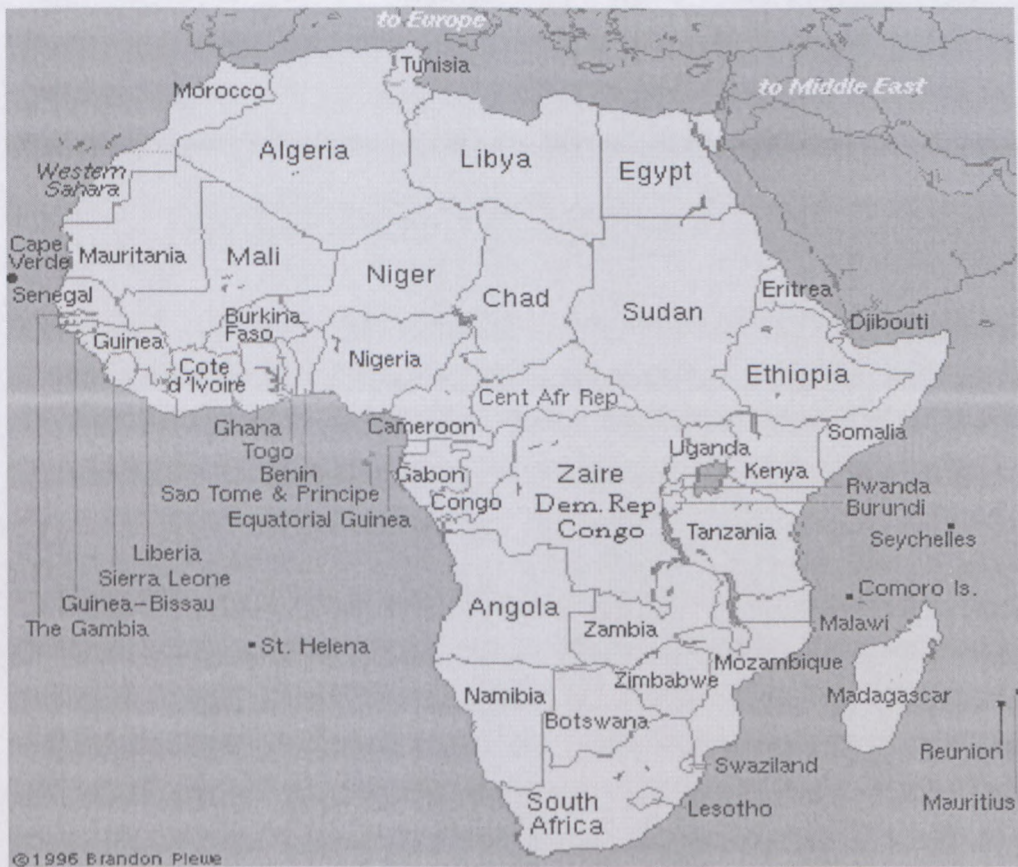 to Europe
Tunisia
to Middle East
Morocco
Algeria
Libya
Egypt
Western
Sahara
Cape
Verde
Mauritania
Mali
Niger
Chad
Sudan
Eritrea
Senegal
Djibouti
Burkina
Faso
Guinea
Nigeria
Cote
d'Ivoire
Ethiopia
Cent Afr Rep
Ghana
Cameroon
Somalia
Togo
Uganda
Benin
Gabon
Zaire
Kenya
Sao Tome & Principe
Congo
Dem. Rep
Congo
Rwanda
Equatorial Guinea
Burundi
Tanzania
Seychelles
Liberia
Sierra Leone
Comoro Is.
Guinea-Bissau
Angola
Malawi
The Gambia
Zambia
St. Helena
Mozambique
Zimbabwe
Namibia
Madagascar
Botswana
Reunion
Swaziland
Mauritius
South
Africa
Lesotho
©1996 Brandon Plewe